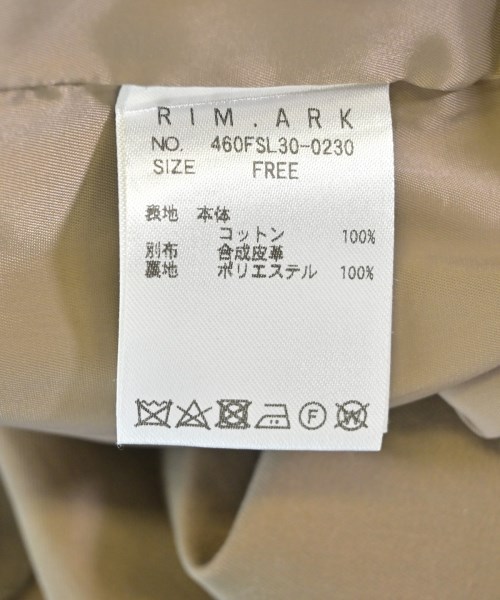 RIM.ARK
NO. 460FSL30-0230
SIZE FREE
表地 本体
コットン 100%
別布 合成皮革
裏地 ポリエステル 100%
F
W